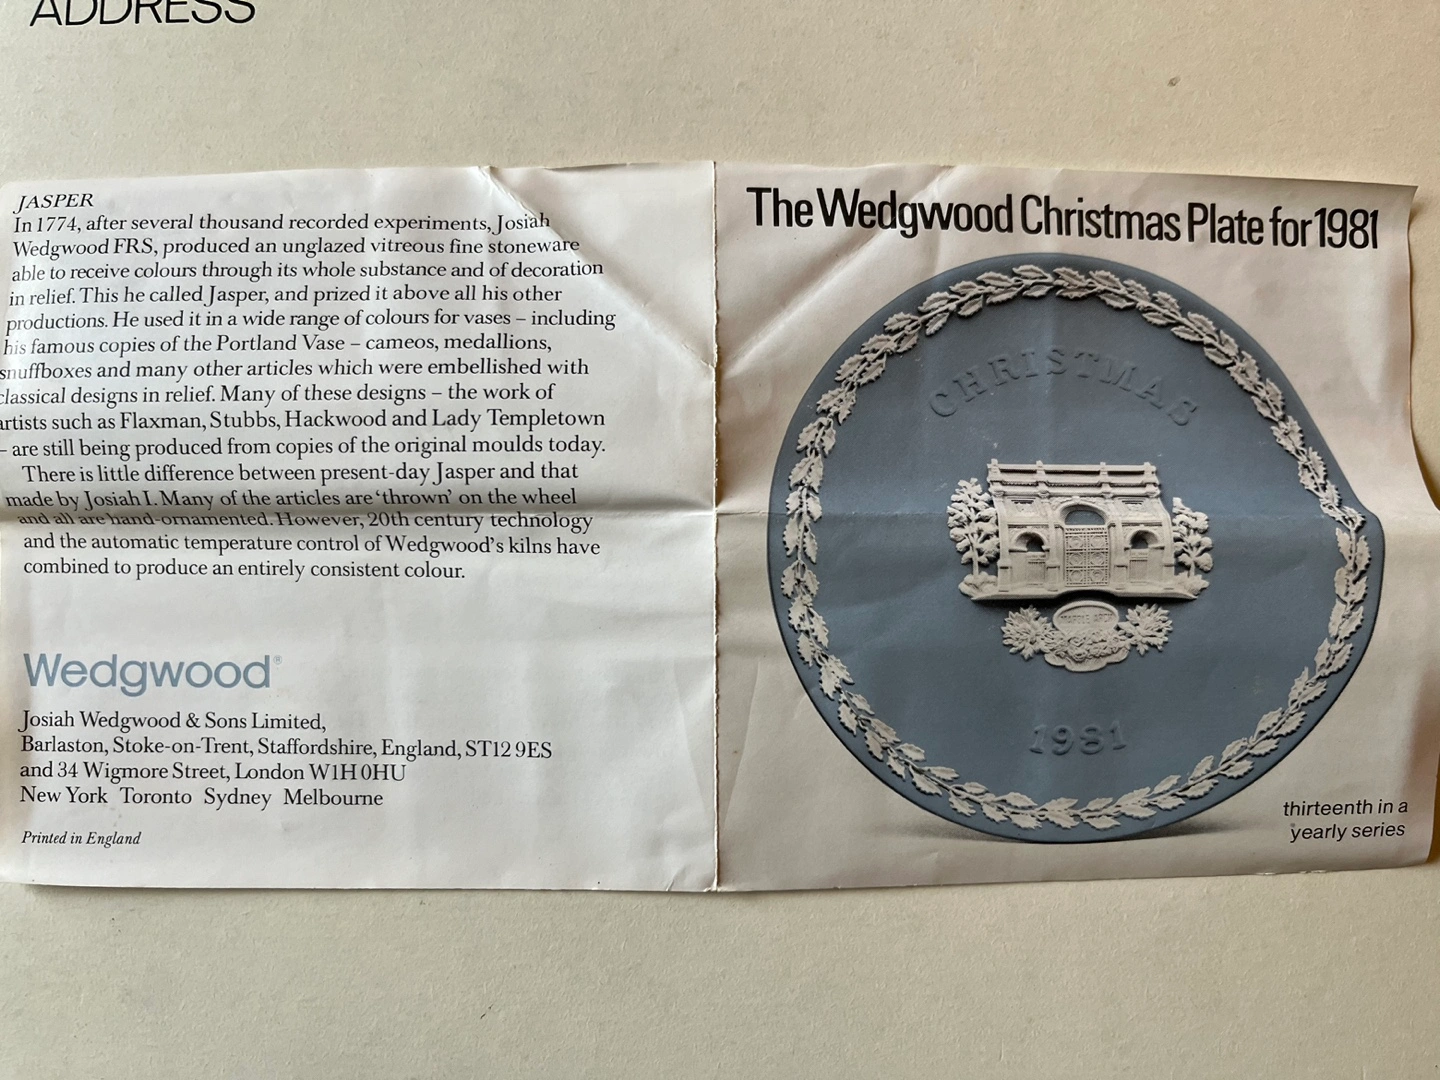 ADDRESS
JASPER
In 1774, after several thousand recorded experiments, Josiah
Wedgwood FRS, produced an unglazed vitreous fine stoneware
able to receive colours through its whole substance and of decoration
in relief. This he called Jasper, and prized it above all his other
productions. He used it in a wide range of colours for vases – including
his famous copies of the Portland Vase – cameos, medallions,
snuffboxes and many other articles which were embellished with
classical designs in relief. Many of these designs – the work of
artists such as Flaxman, Stubbs, Hackwood and Lady Templetown
– are still being produced from copies of the original moulds today.
There is little difference between present-day Jasper and that
made by Josiah I. Many of the articles are ‘thrown’ on the wheel
and all are hand-ornamented. However, 20th century technology
and the automatic temperature control of Wedgwood’s kilns have
combined to produce an entirely consistent colour.
Wedgwood®
Josiah Wedgwood & Sons Limited,
Barlaston, Stoke-on-Trent, Staffordshire, England, ST12 9ES
and 34 Wigmore Street, London W1H 0HU
New York Toronto Sydney Melbourne
Printed in England
The Wedgwood Christmas Plate for 1981
CHRISTMAS
1981
thirteenth in a
yearly series